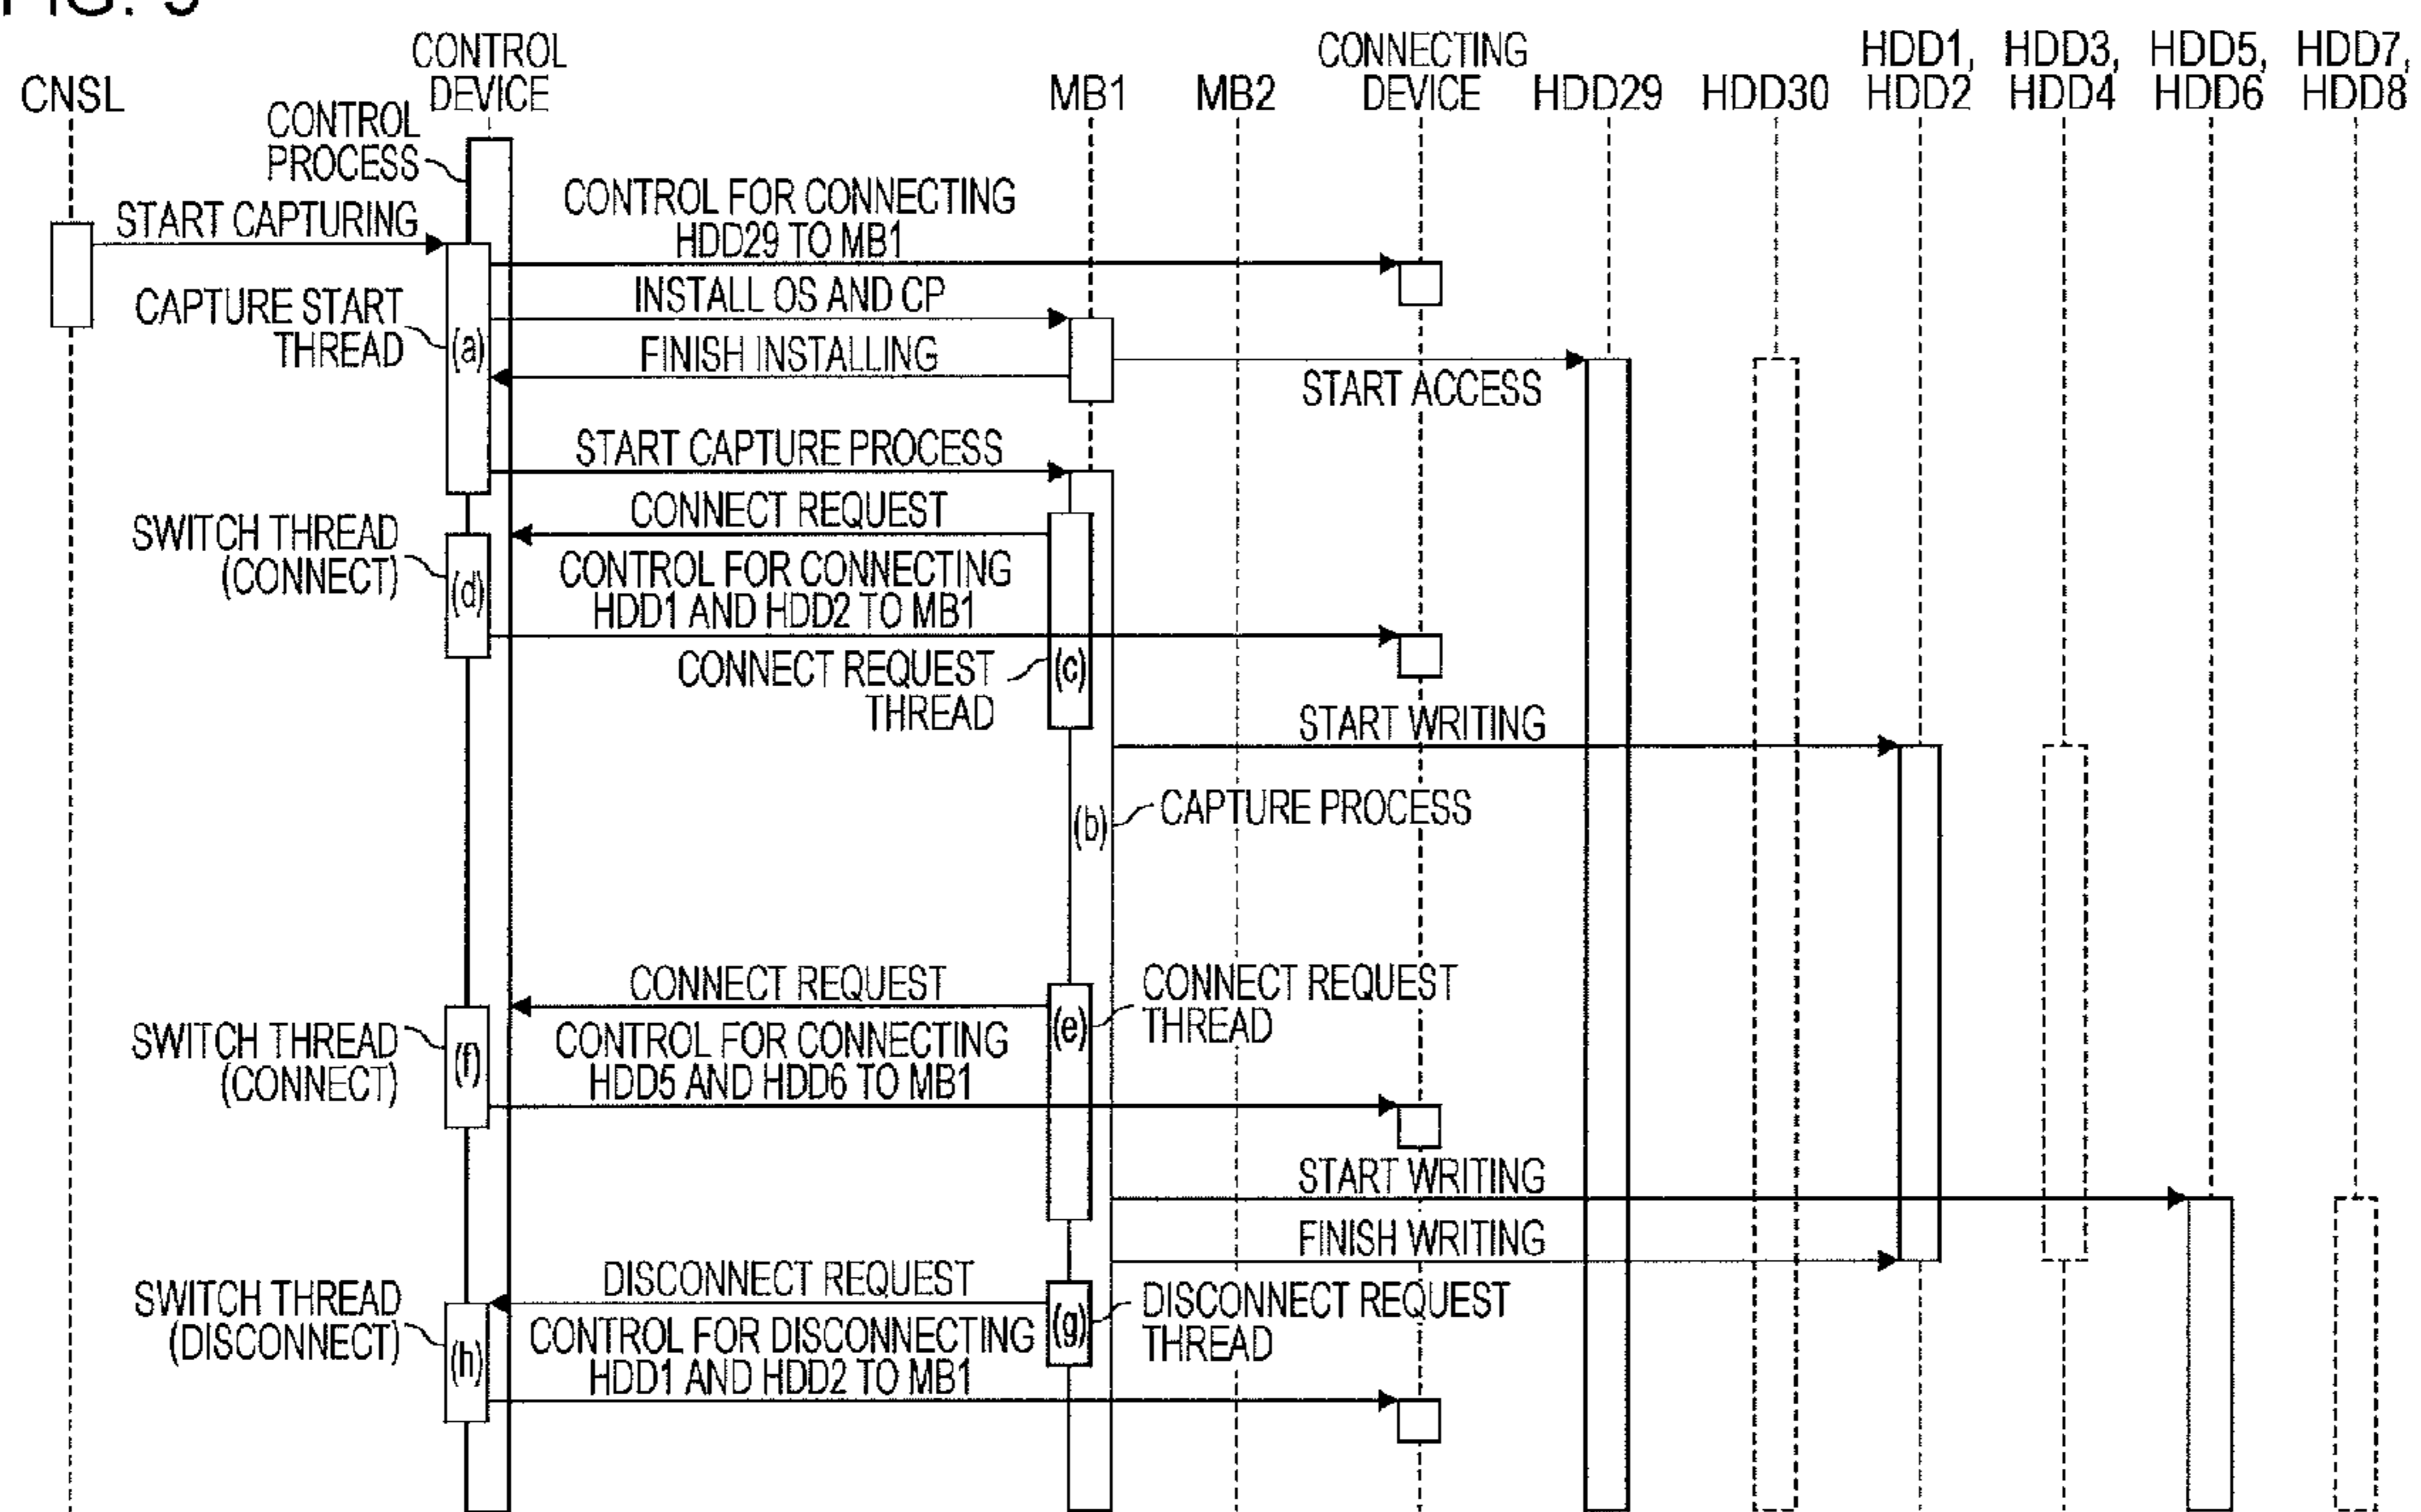 CNSL
CONTROL
DEVICE
MB1
MB2
CONNECTING
DEVICE
HDD29
HDD30
HDD1,
HDD2
HDD3,
HDD4
HDD5,
HDD6
HDD7,
HDD8
CONTROL
PROCESS
START CAPTURING
CONTROL FOR CONNECTING
HDD29 TO MB1
CAPTURE START
THREAD
(a)
INSTALL OS AND CP
FINISH INSTALLING
START ACCESS
START CAPTURE PROCESS
CONNECT REQUEST
SWITCH THREAD
(CONNECT)
(d)
CONTROL FOR CONNECTING
HDD1 AND HDD2 TO MB1
CONNECT REQUEST
THREAD
(c)
START WRITING
(b)
CAPTURE PROCESS
CONNECT REQUEST
(e)
CONNECT REQUEST
THREAD
SWITCH THREAD
(CONNECT)
(f)
CONTROL FOR CONNECTING
HDD5 AND HDD6 TO MB1
START WRITING
FINISH WRITING
DISCONNECT REQUEST
(g)
DISCONNECT REQUEST
THREAD
SWITCH THREAD
(DISCONNECT)
(h)
CONTROL FOR DISCONNECTING
HDD1 AND HDD2 TO MB1